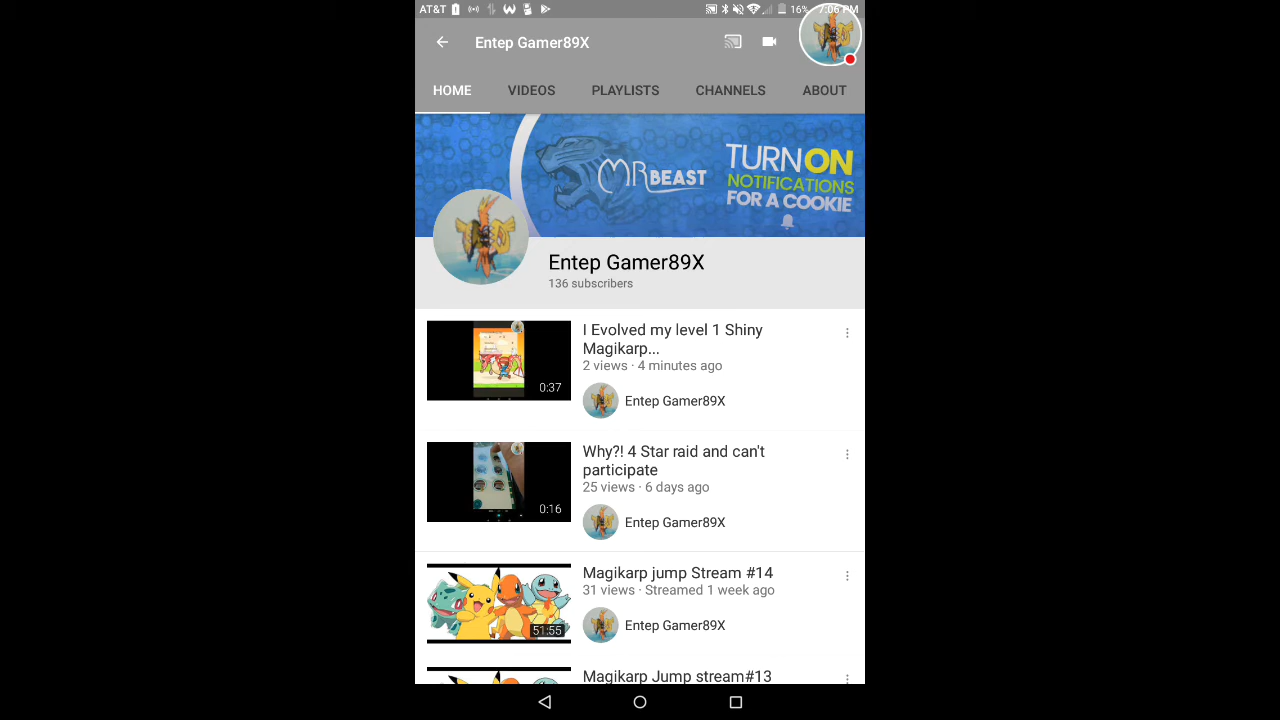 AT&T 16% 7:06 PM
Entep Gamer89X
HOME VIDEOS PLAYLISTS CHANNELS ABOUT
MR BEAST
TURN ON
NOTIFICATIONS
FOR A COOKIE
Entep Gamer89X
136 subscribers
I Evolved my level 1 Shiny
Magikarp...
2 views · 4 minutes ago
0:37
Entep Gamer89X
Why?! 4 Star raid and can't
participate
25 views · 6 days ago
0:16
Entep Gamer89X
Magikarp jump Stream #14
31 views · Streamed 1 week ago
Entep Gamer89X
51:55
Magikarp Jump stream#13